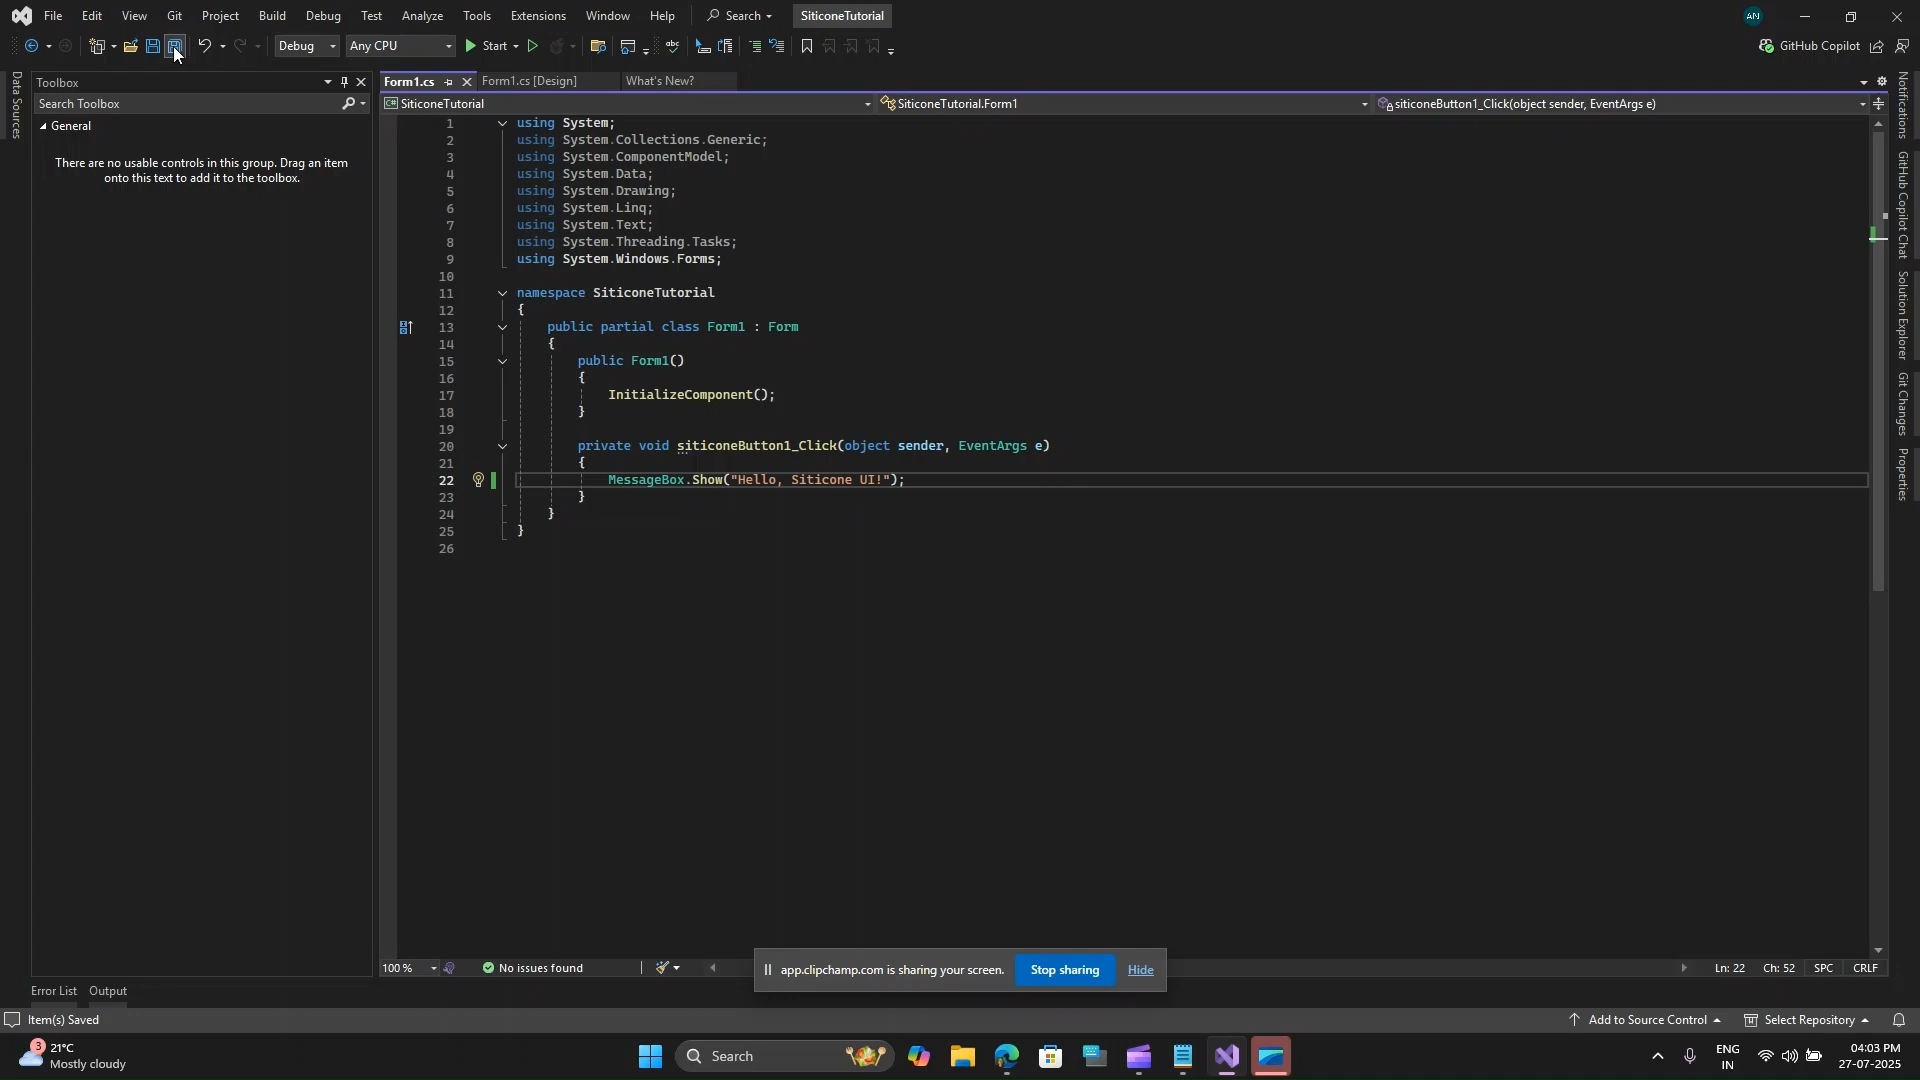 File Edit View Git Project Build Debug Test Analyze Tools Extensions Window Help Search SiticoneTutorial AN
Debug Any CPU Start abc GitHub Copilot
Data Sources
Toolbox
Search Toolbox
General
There are no usable controls in this group. Drag an item
onto this text to add it to the toolbox.
Form1.cs Form1.cs [Design] What's New?
C# SiticoneTutorial SiticoneTutorial.Form1 siticoneButton1_Click(object sender, EventArgs e)
1 using System;
2 using System.Collections.Generic;
3 using System.ComponentModel;
4 using System.Data;
5 using System.Drawing;
6 using System.Linq;
7 using System.Text;
8 using System.Threading.Tasks;
9 using System.Windows.Forms;
10
11 namespace SiticoneTutorial
12 {
13 public partial class Form1 : Form
14 {
15 public Form1()
16 {
17 InitializeComponent();
18 }
19
20 private void siticoneButton1_Click(object sender, EventArgs e)
21 {
22 MessageBox.Show("Hello, Siticone UI!");
23 }
24 }
25 }
26
Notifications
GitHub Copilot Chat
Solution Explorer
Git Changes
Properties
100 % No issues found Ln: 22 Ch: 52 SPC CRLF
app.clipchamp.com is sharing your screen. Stop sharing Hide
Error List Output
Item(s) Saved Add to Source Control Select Repository
3 21°C
Mostly cloudy
Search
ENG
IN
04:03 PM
27-07-2025